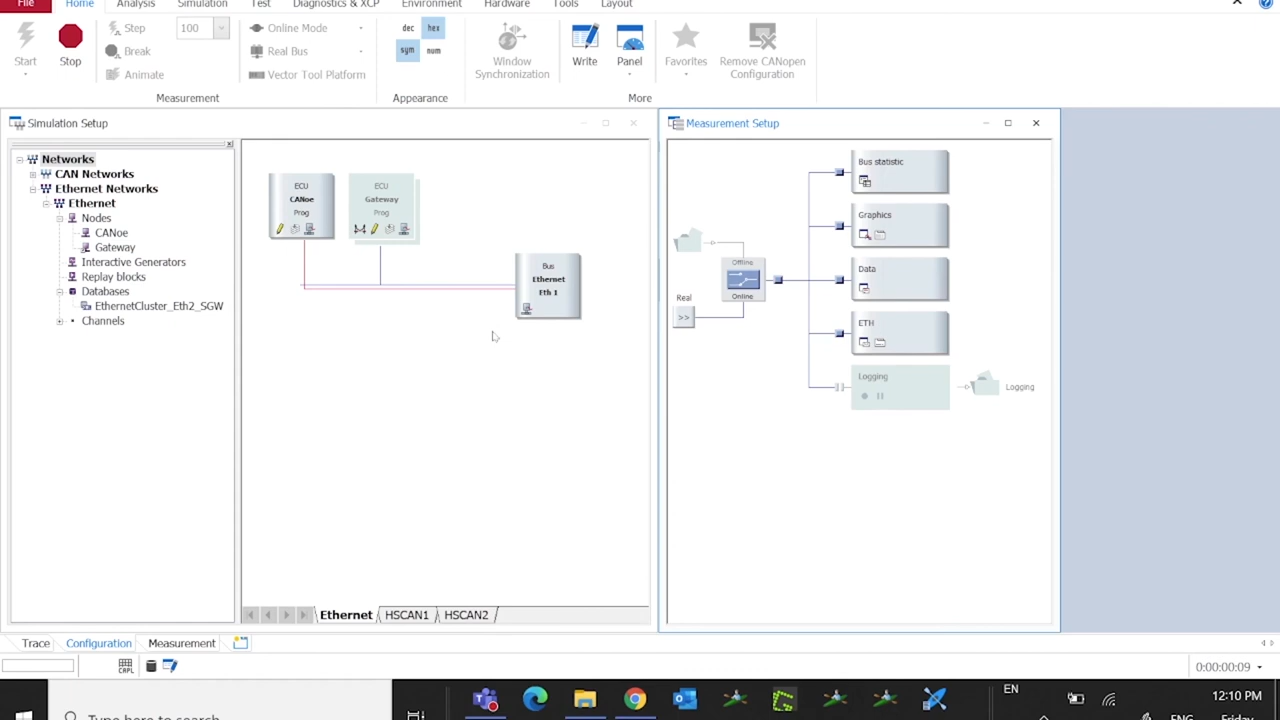 File Home Analysis Simulation Test Diagnostics & XCP Environment Hardware Tools Layout
Start
Stop
Step 100
Break
Animate
Measurement
Online Mode
Real Bus
Vector Tool Platform
dec hex
sym num
Appearance
Window
Synchronization
Write
Panel
More
Favorites
Remove CANopen
Configuration
Simulation Setup
Networks
CAN Networks
Ethernet Networks
Ethernet
Nodes
CANoe
Gateway
Interactive Generators
Replay blocks
Databases
EthernetCluster_Eth2_SGW
Channels
ECU
CANoe
Prog
ECU
Gateway
Prog
Bus
Ethernet
Eth 1
Ethernet HSCAN1 HSCAN2
Measurement Setup
Offline
Online
Real
>>
Bus statistic
Graphics
Data
ETH
Logging
Logging
Trace Configuration Measurement
CAPL
0:00:00:09
Type here to search
EN
ENG
12:10 PM
Friday